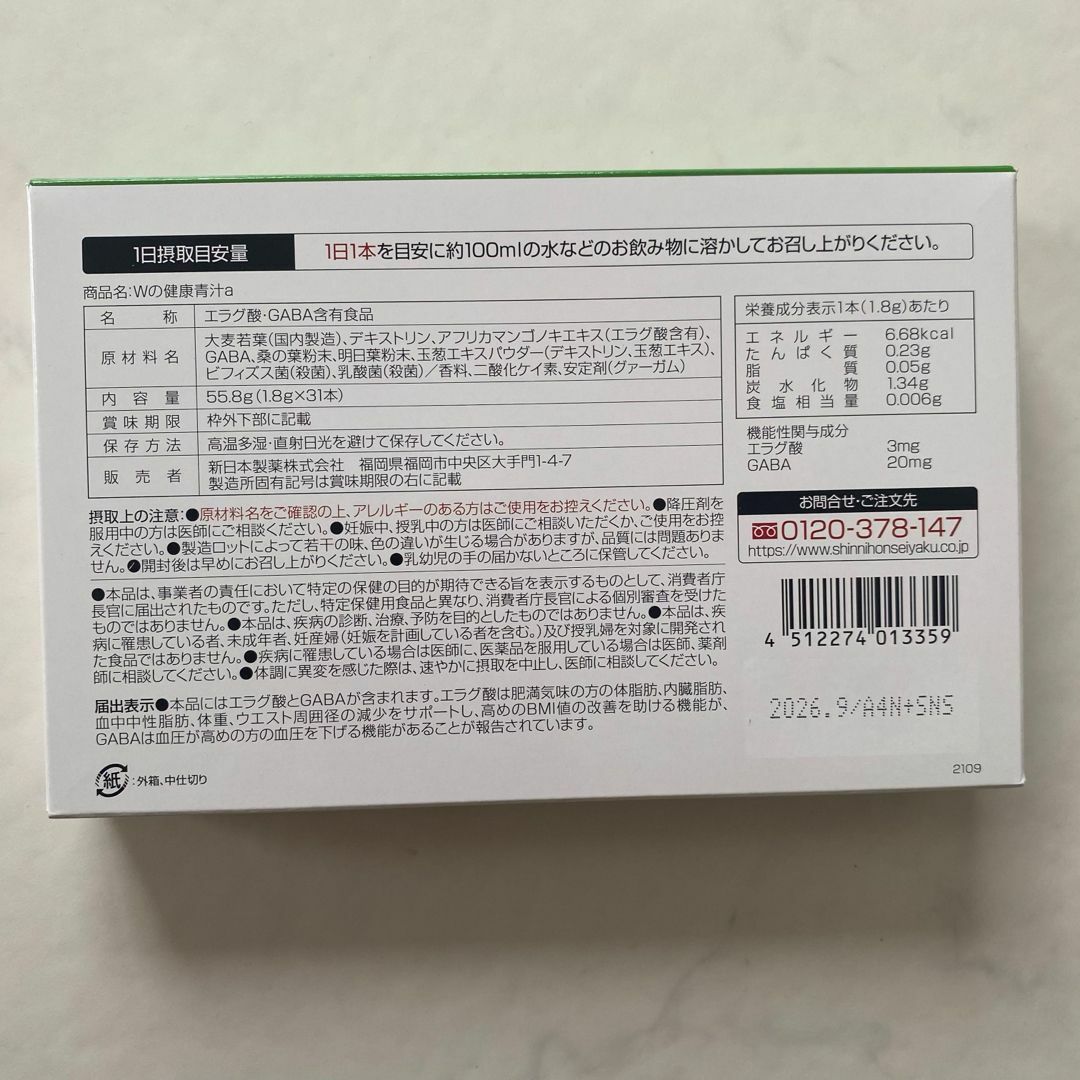 1日摂取目安量
1日1本を目安に約100mlの水などのお飲み物に溶かしてお召し上がりください。
商品名:Wの健康青汁a
名 称 エラグ酸・GABA含有食品
原材料名 大麦若葉(国内製造)、デキストリン、アフリカマンゴノキエキス(エラグ酸含有)、
GABA、桑の葉粉末、明日葉粉末、玉葱エキスパウダー(デキストリン、玉葱エキス)、
ビフィズス菌(殺菌)、乳酸菌(殺菌)/香料、二酸化ケイ素、安定剤(グァーガム)
内容量 55.8g(1.8g×31本)
賞味期限 枠外下部に記載
保存方法 高温多湿・直射日光を避けて保存してください。
販売者 新日本製薬株式会社 福岡県福岡市中央区大手門1-4-7
製造所固有記号は賞味期限の右に記載
摂取上の注意:●原材料名をご確認の上、アレルギーのある方はご使用をお控えください。●降圧剤を
服用中の方は医師にご相談ください。●妊娠中、授乳中の方は医師にご相談いただくか、ご使用をお控
えください。●製造ロットによって若干の味、色の違いが生じる場合がありますが、品質には問題ありま
せん。●開封後は早めにお召し上がりください。●乳幼児の手の届かないところに保管してください。
●本品は、事業者の責任において特定の保健の目的が期待できる旨を表示するものとして、消費者庁
長官に届出されたものです。ただし、特定保健用食品と異なり、消費者庁長官による個別審査を受けた
ものではありません。●本品は、疾病の診断、治療、予防を目的としたものではありません。●本品は、疾
病に罹患している者、未成年者、妊産婦(妊娠を計画している者を含む。)及び授乳婦を対象に開発され
た食品ではありません。●疾病に罹患している場合は医師に、医薬品を服用している場合は医師、薬剤
師に相談してください。●体調に異変を感じた際は、速やかに摂取を中止し、医師に相談してください。
届出表示●本品にはエラグ酸とGABAが含まれます。エラグ酸は肥満気味の方の体脂肪、内臓脂肪、
血中中性脂肪、体重、ウエスト周囲径の減少をサポートし、高めのBMI値の改善を助ける機能が、
GABAは血圧が高めの方の血圧を下げる機能があることが報告されています。
紙:外箱、中仕切り
栄養成分表示1本(1.8g)あたり
エネルギー 6.68kcal
たんぱく質 0.23g
脂質 0.05g
炭水化物 1.34g
食塩相当量 0.006g
機能性関与成分
エラグ酸 3mg
GABA 20mg
お問合せ・ご注文先
0120-378-147
https://www.shinnihonseiyaku.co.jp
4 512274 013359
2026.9/A4N+SNS
2109